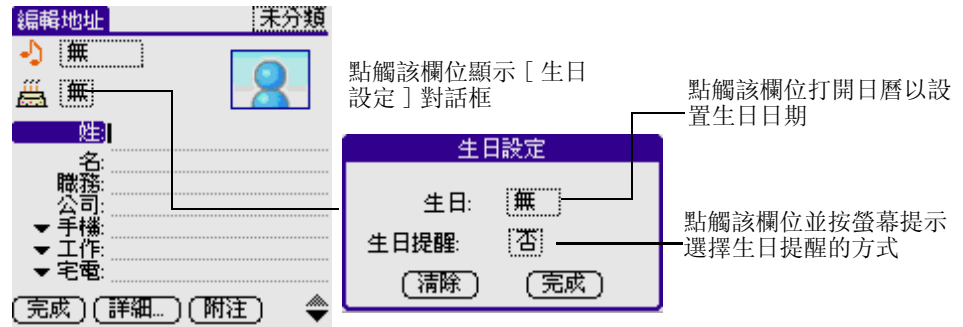 編輯地址 未分類
無
無
姓:
名:
職務:
公司:
手機:
工作:
宅電:
完成 詳細... 附注
點觸該欄位顯示［生日
設定］對話框
生日設定
生日: 無
生日提醒: 否
清除 完成
點觸該欄位打開日曆以設
置生日日期
點觸該欄位並按螢幕提示
選擇生日提醒的方式